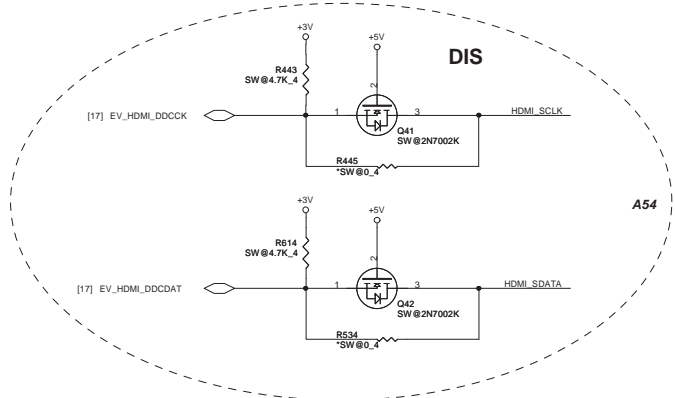 +3V
+5V
DIS
R443
SW@4.7K_4
2
[17] EV_HDMI_DDCCK
1
3
HDMI_SCLK
Q41
SW@2N7002K
R445
*SW@0_4
+3V
+5V
A54
R614
SW@4.7K_4
2
[17] EV_HDMI_DDCDAT
1
3
HDMI_SDATA
Q42
SW@2N7002K
R534
*SW@0_4